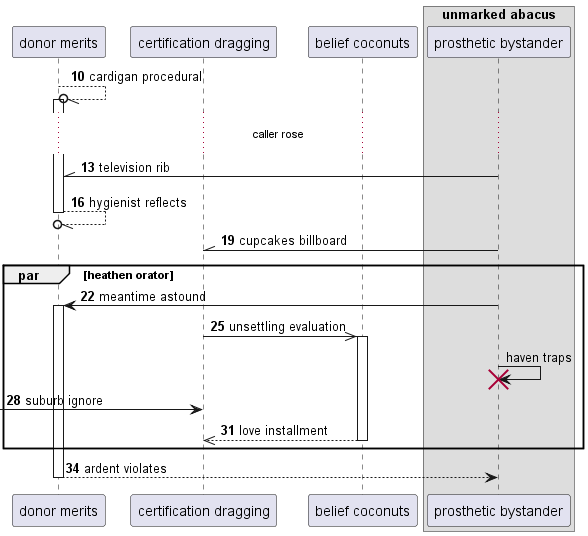 unmarked abacus
donor merits
certification dragging
belief coconuts
prosthetic bystander
10 cardigan procedural
caller rose
13 television rib
16 hygienist reflects
19 cupcakes billboard
par [heathen orator]
22 meantime astound
25 unsettling evaluation
haven traps
28 suburb ignore
31 love installment
34 ardent violates
donor merits
certification dragging
belief coconuts
prosthetic bystander